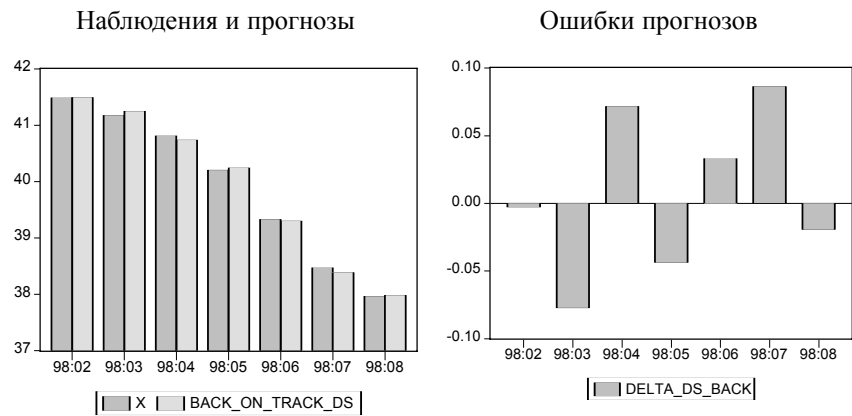 Наблюдения и прогнозы
42
41
40
39
38
37
98:02 98:03 98:04 98:05 98:06 98:07 98:08
X BACK_ON_TRACK_DS
Ошибки прогнозов
0.10
0.05
0.00
-0.05
-0.10
98:02 98:03 98:04 98:05 98:06 98:07 98:08
DELTA_DS_BACK